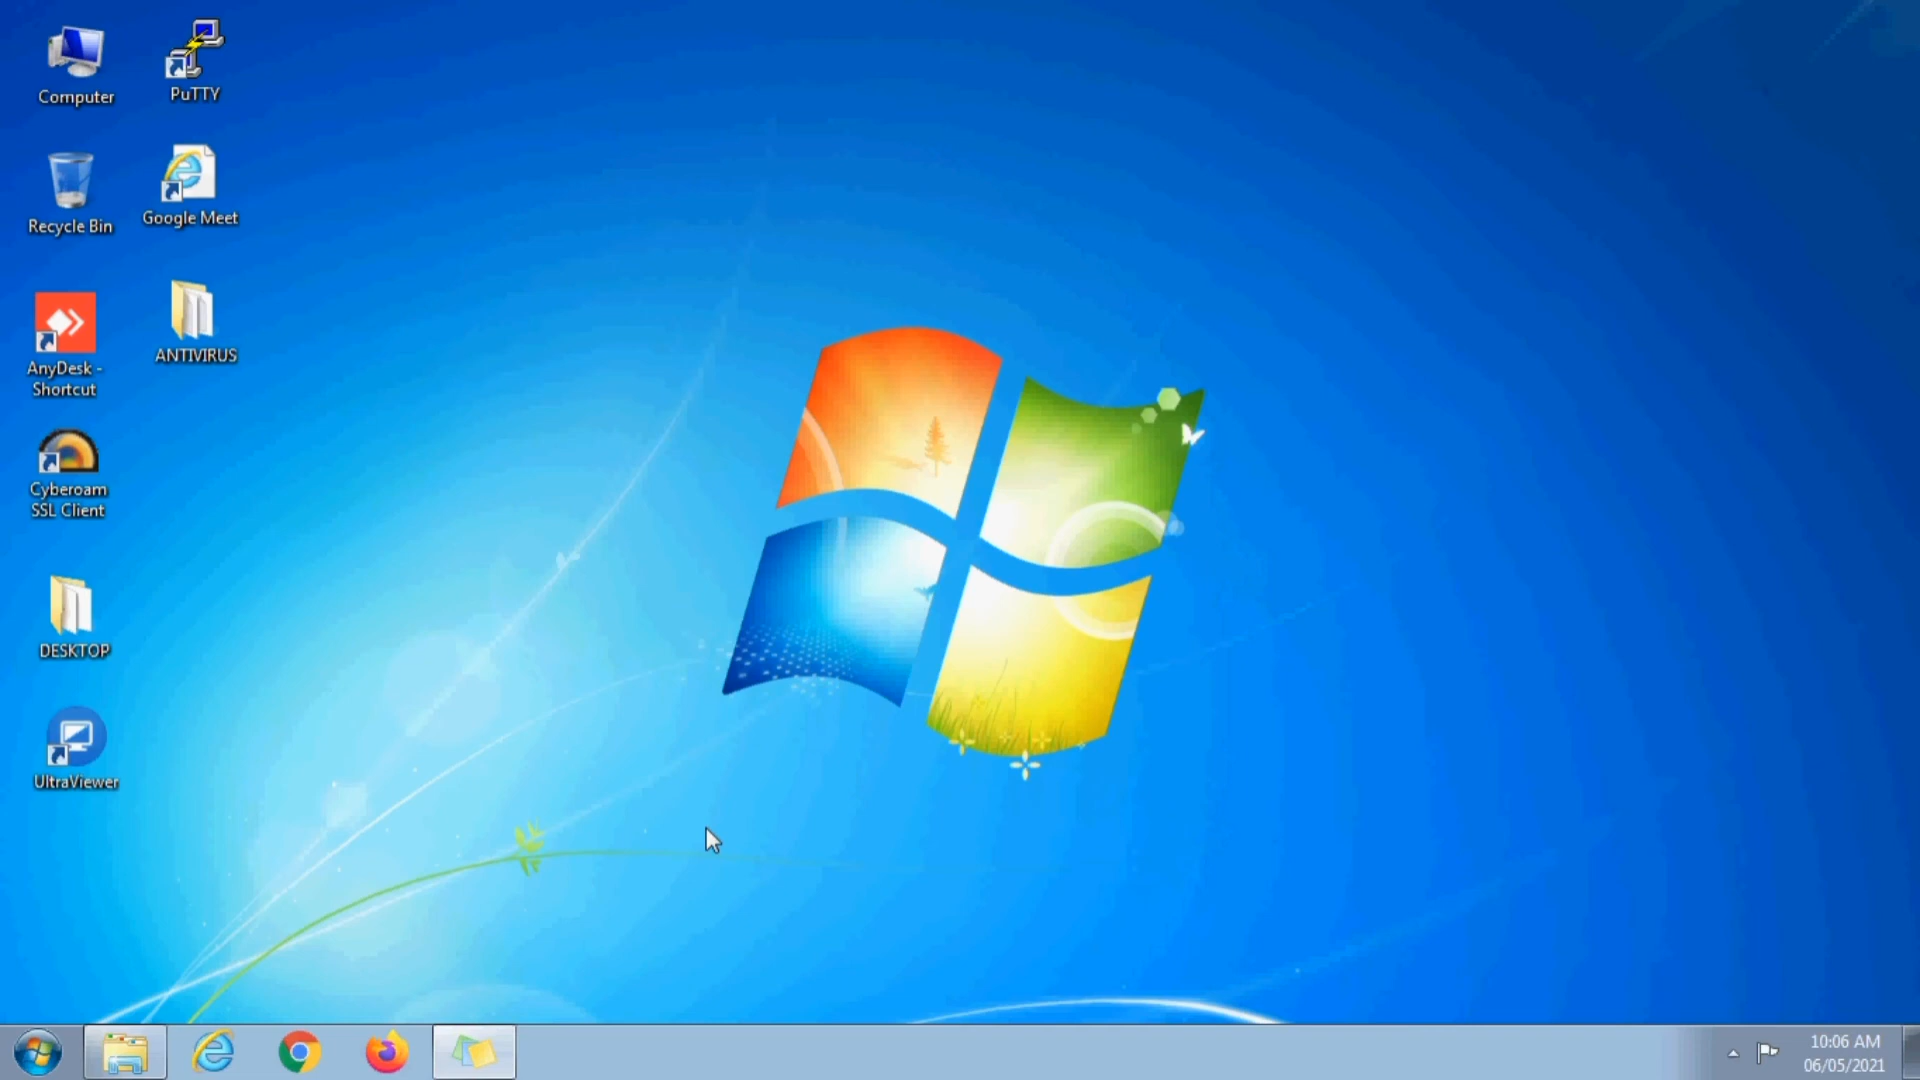 Computer
PuTTY
Recycle Bin
Google Meet
AnyDesk -
Shortcut
ANTIVIRUS
Cyberoam
SSL Client
DESKTOP
UltraViewer
10:06 AM
06/05/2021